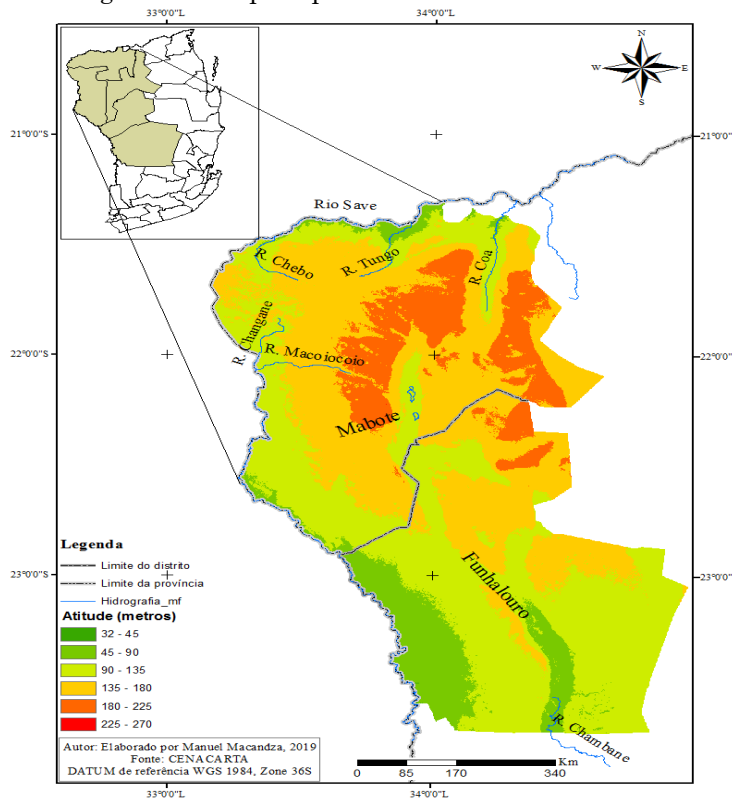 33°0'0"L
34°0'0"L
N
W
E
S
21°0'0"S
21°0'0"S
Rio Save
R. Chebo
R. Tungo
R. Coa
R. Changane
22°0'0"S
22°0'0"S
R. Macoiocoio
Mabote
Legenda
Limite do distrito
23°0'0"S
Limite da província
23°0'0"S
Hidrografia_mf
Funhalouro
Atitude (metros)
32 - 45
45 - 90
90 - 135
135 - 180
180 - 225
225 - 270
R. Chambane
Autor: Elaborado por Manuel Macandza, 2019
Fonte: CENACARTA
DATUM de referência WGS 1984, Zone 36S
Km
0 85 170 340
33°0'0"L
34°0'0"L